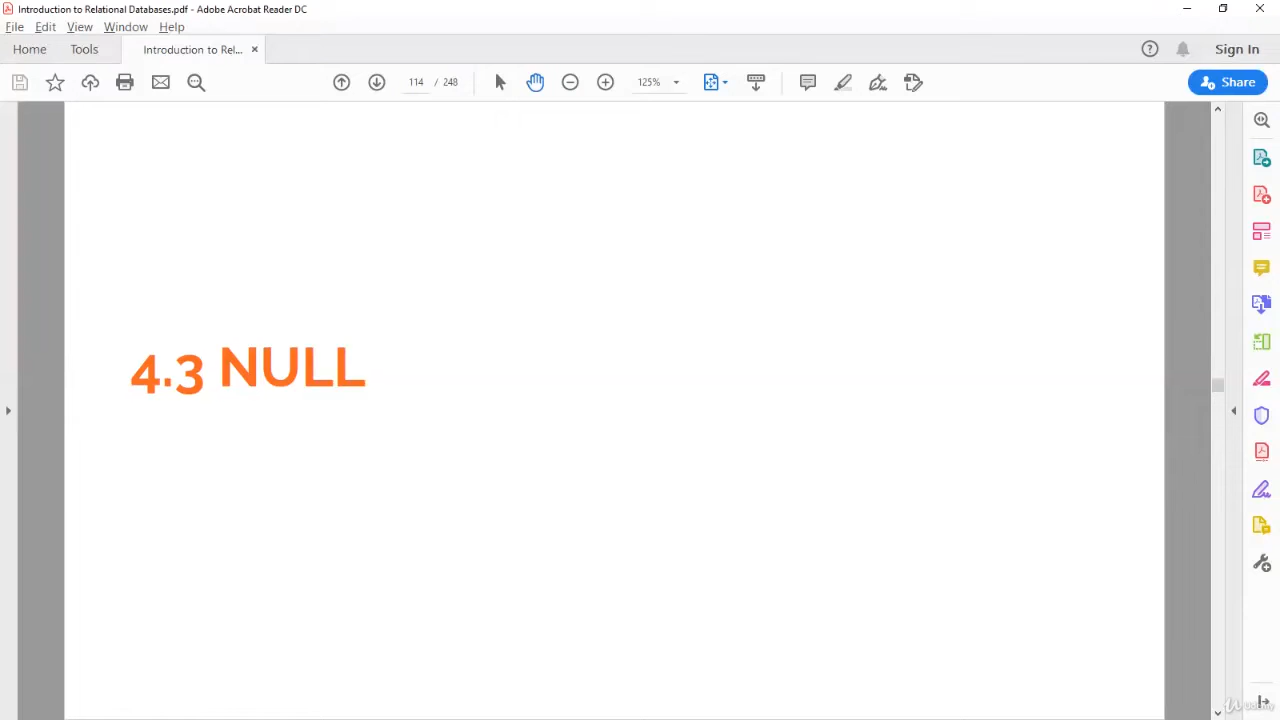 Introduction to Relational Databases.pdf - Adobe Acrobat Reader DC
File Edit View Window Help
Home Tools Introduction to Rel... × Sign In
114 / 248 125% Share
4.3 NULL
Udemy